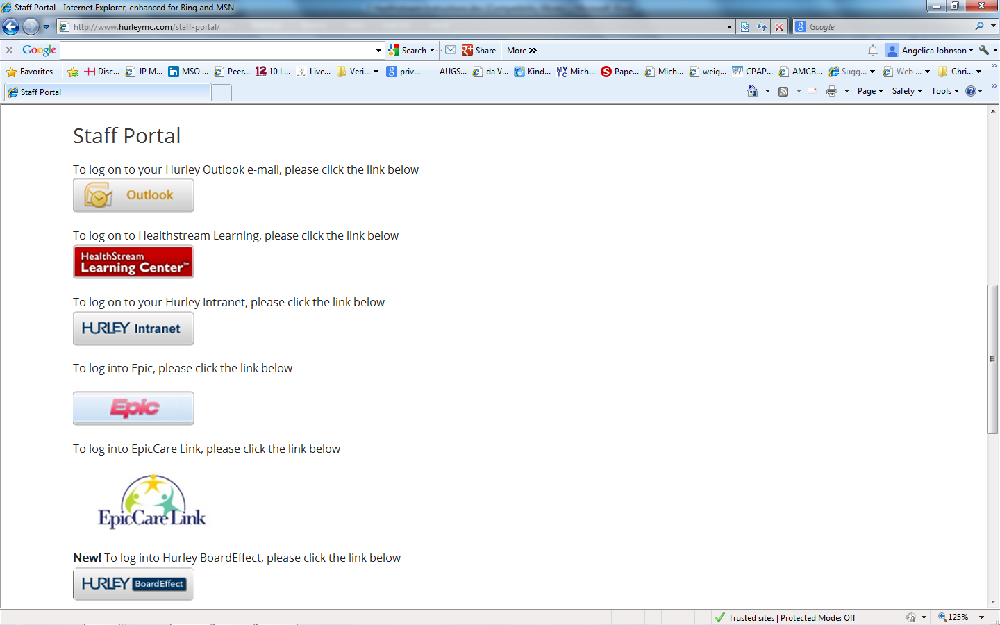 Staff Portal - Internet Explorer, enhanced for Bing and MSN
http://www.hurleymc.com/staff-portal/
Google
Google
Search
Share
More »
Angelica Johnson
Favorites
Disc...
JP M...
MSO ...
Peer...
12 10 L...
Live...
Veri...
priv...
AUGS...
da V...
Kind...
Mich...
Pape...
Mich...
weig...
CPAP...
AMCB...
Sugg...
Web ...
Chri...
Staff Portal
Page
Safety
Tools
Staff Portal
To log on to your Hurley Outlook e-mail, please click the link below
Outlook
To log on to Healthstream Learning, please click the link below
HealthStream
Learning Center™
To log on to your Hurley Intranet, please click the link below
HURLEY Intranet
To log into Epic, please click the link below
Epic
To log into EpicCare Link, please click the link below
EpicCare Link
New! To log into Hurley BoardEffect, please click the link below
HURLEY BoardEffect
Trusted sites | Protected Mode: Off
125%